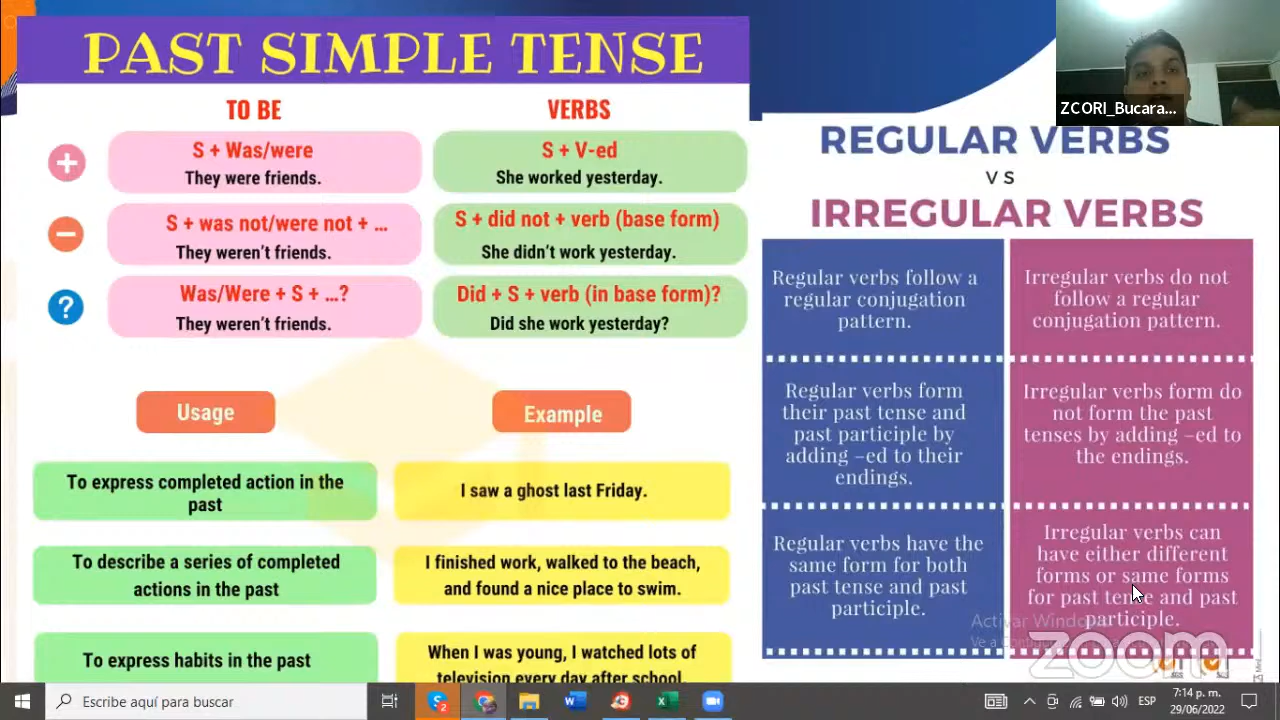 PAST SIMPLE TENSE
TO BE
VERBS
+
S + Was/were
They were friends.
S + V-ed
She worked yesterday.
−
S + was not/were not + ...
They weren't friends.
S + did not + verb (base form)
She didn't work yesterday.
?
Was/Were + S + ...?
They weren't friends.
Did + S + verb (in base form)?
Did she work yesterday?
Usage
Example
To express completed action in the
past
I saw a ghost last Friday.
To describe a series of completed
actions in the past
I finished work, walked to the beach,
and found a nice place to swim.
To express habits in the past
When I was young, I watched lots of
television every day after school.
ZCORI_Bucara...
REGULAR VERBS
VS
IRREGULAR VERBS
Regular verbs follow a
regular conjugation
pattern.
Irregular verbs do not
follow a regular
conjugation pattern.
Regular verbs form
their past tense and
past participle by
adding –ed to their
endings.
Irregular verbs form do
not form the past
tenses by adding –ed to
the endings.
Regular verbs have the
same form for both
past tense and past
participle.
Irregular verbs can
have either different
forms or same forms
for past tense and past
participle.
Activar Windows
zoom
Escribe aquí para buscar
ESP
7:14 p. m.
29/06/2022